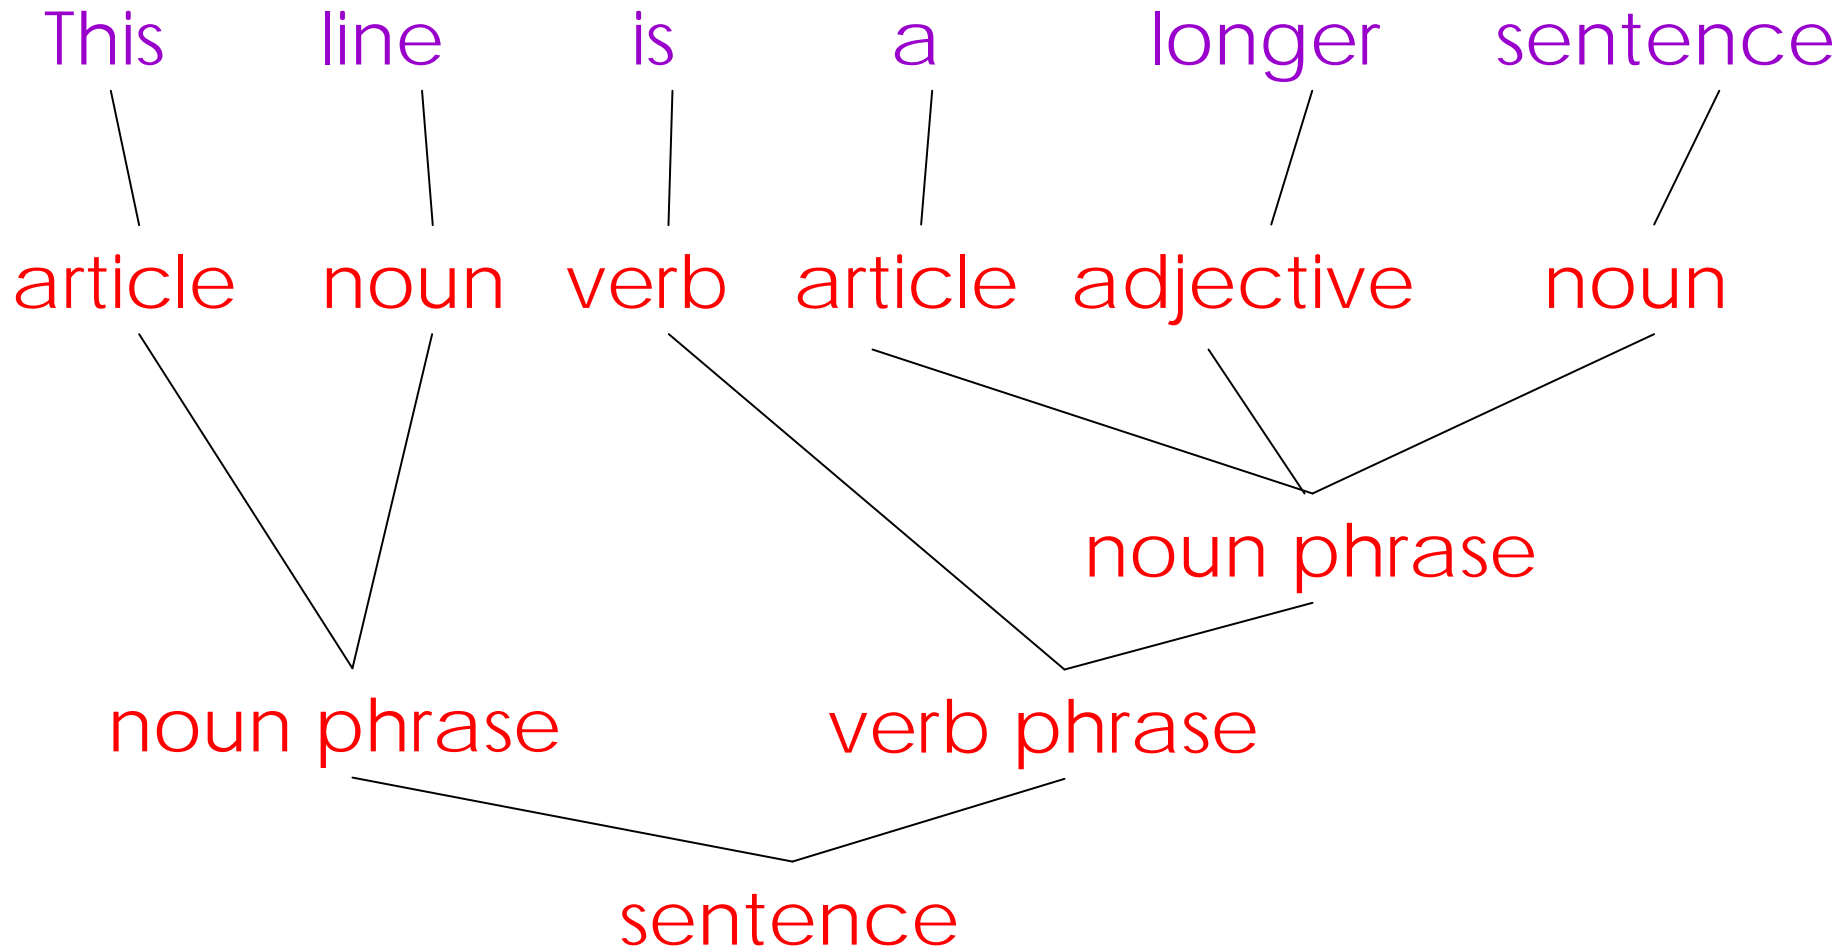 This line is a longer sentence
article noun verb article adjective noun
noun phrase
noun phrase verb phrase
sentence